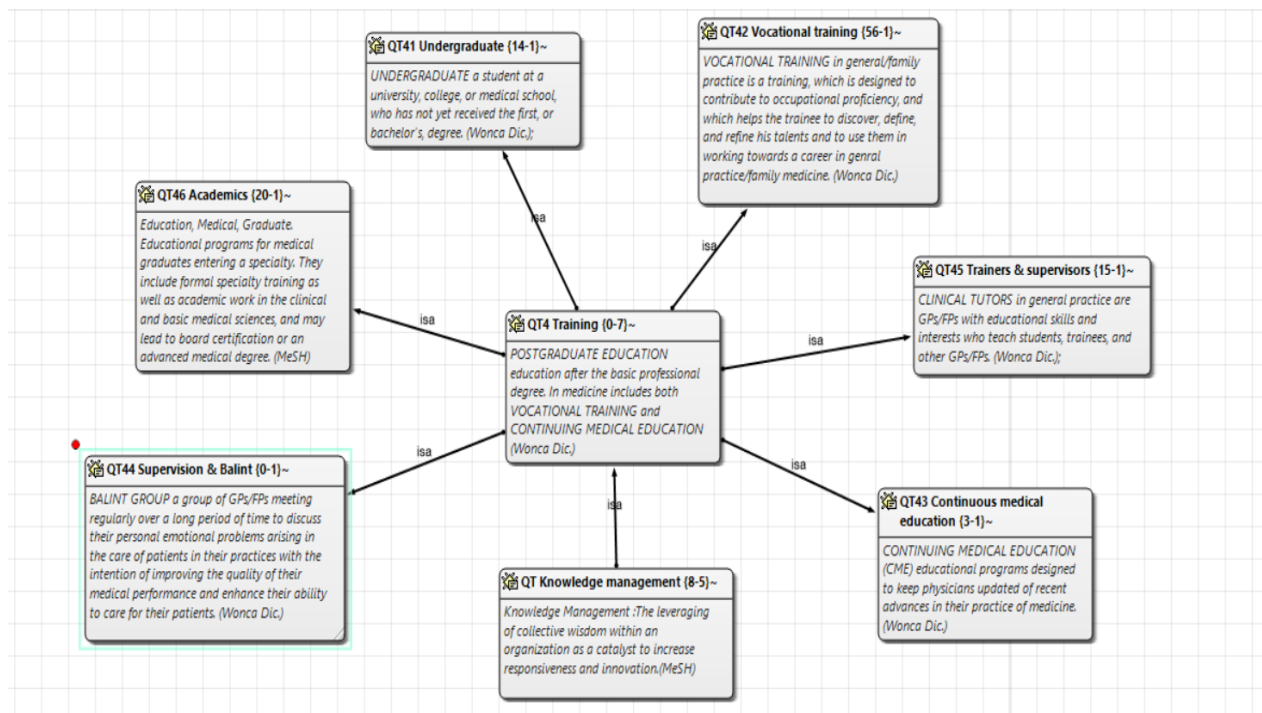 QT41 Undergraduate {14-1}~
UNDERGRADUATE a student at a
university, college, or medical school,
who has not yet received the first, or
bachelor's, degree. (Wonca Dic.);
QT42 Vocational training {56-1}~
VOCATIONAL TRAINING in general/family
practice is a training, which is designed to
contribute to occupational proficiency, and
which helps the trainee to discover, define,
and refine his talents and to use them in
working towards a career in genral
practice/family medicine. (Wonca Dic.)
QT46 Academics {20-1}~
Education, Medical, Graduate.
Educational programs for medical
graduates entering a specialty. They
include formal specialty training as
well as academic work in the clinical
and basic medical sciences, and may
lead to board certification or an
advanced medical degree. (MeSH)
isa
isa
QT45 Trainers & supervisors {15-1}~
CLINICAL TUTORS in general practice are
GPs/FPs with educational skills and
interests who teach students, trainees, and
other GPs/FPs. (Wonca Dic.);
isa
isa
QT4 Training {0-7}~
POSTGRADUATE EDUCATION
education after the basic professional
degree. In medicine includes both
VOCATIONAL TRAINING and
CONTINUING MEDICAL EDUCATION
(Wonca Dic.)
isa
isa
QT44 Supervision & Balint {0-1}~
BALINT GROUP a group of GPs/FPs meeting
regularly over a long period of time to discuss
their personal emotional problems arising in
the care of patients in their practices with the
intention of improving the quality of their
medical performance and enhance their ability
to care for their patients. (Wonca Dic.)
isa
QT43 Continuous medical
education {3-1}~
CONTINUING MEDICAL EDUCATION
(CME) educational programs designed
to keep physicians updated of recent
advances in their practice of medicine.
(Wonca Dic.)
QT Knowledge management {8-5}~
Knowledge Management :The leveraging
of collective wisdom within an
organization as a catalyst to increase
responsiveness and innovation.(MeSH)